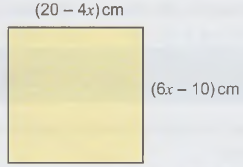 (20 – 4x) cm
(6x – 10) cm